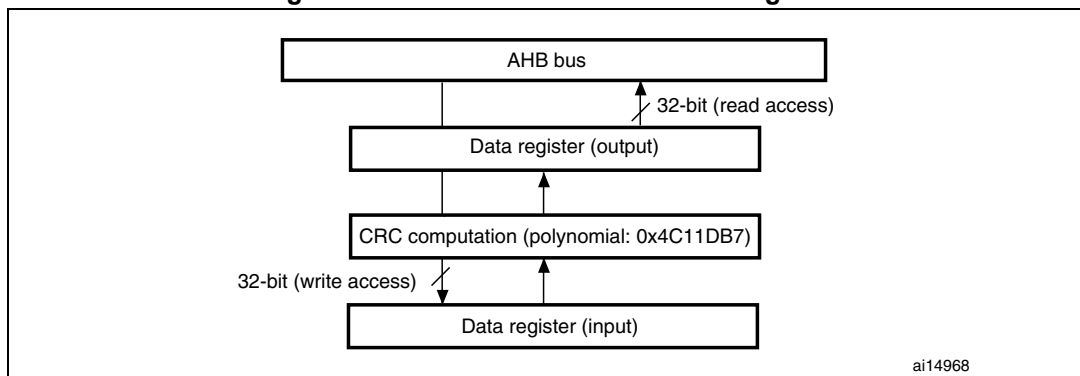 AHB bus
32-bit (read access)
Data register (output)
CRC computation (polynomial: 0x4C11DB7)
32-bit (write access)
Data register (input)
ai14968